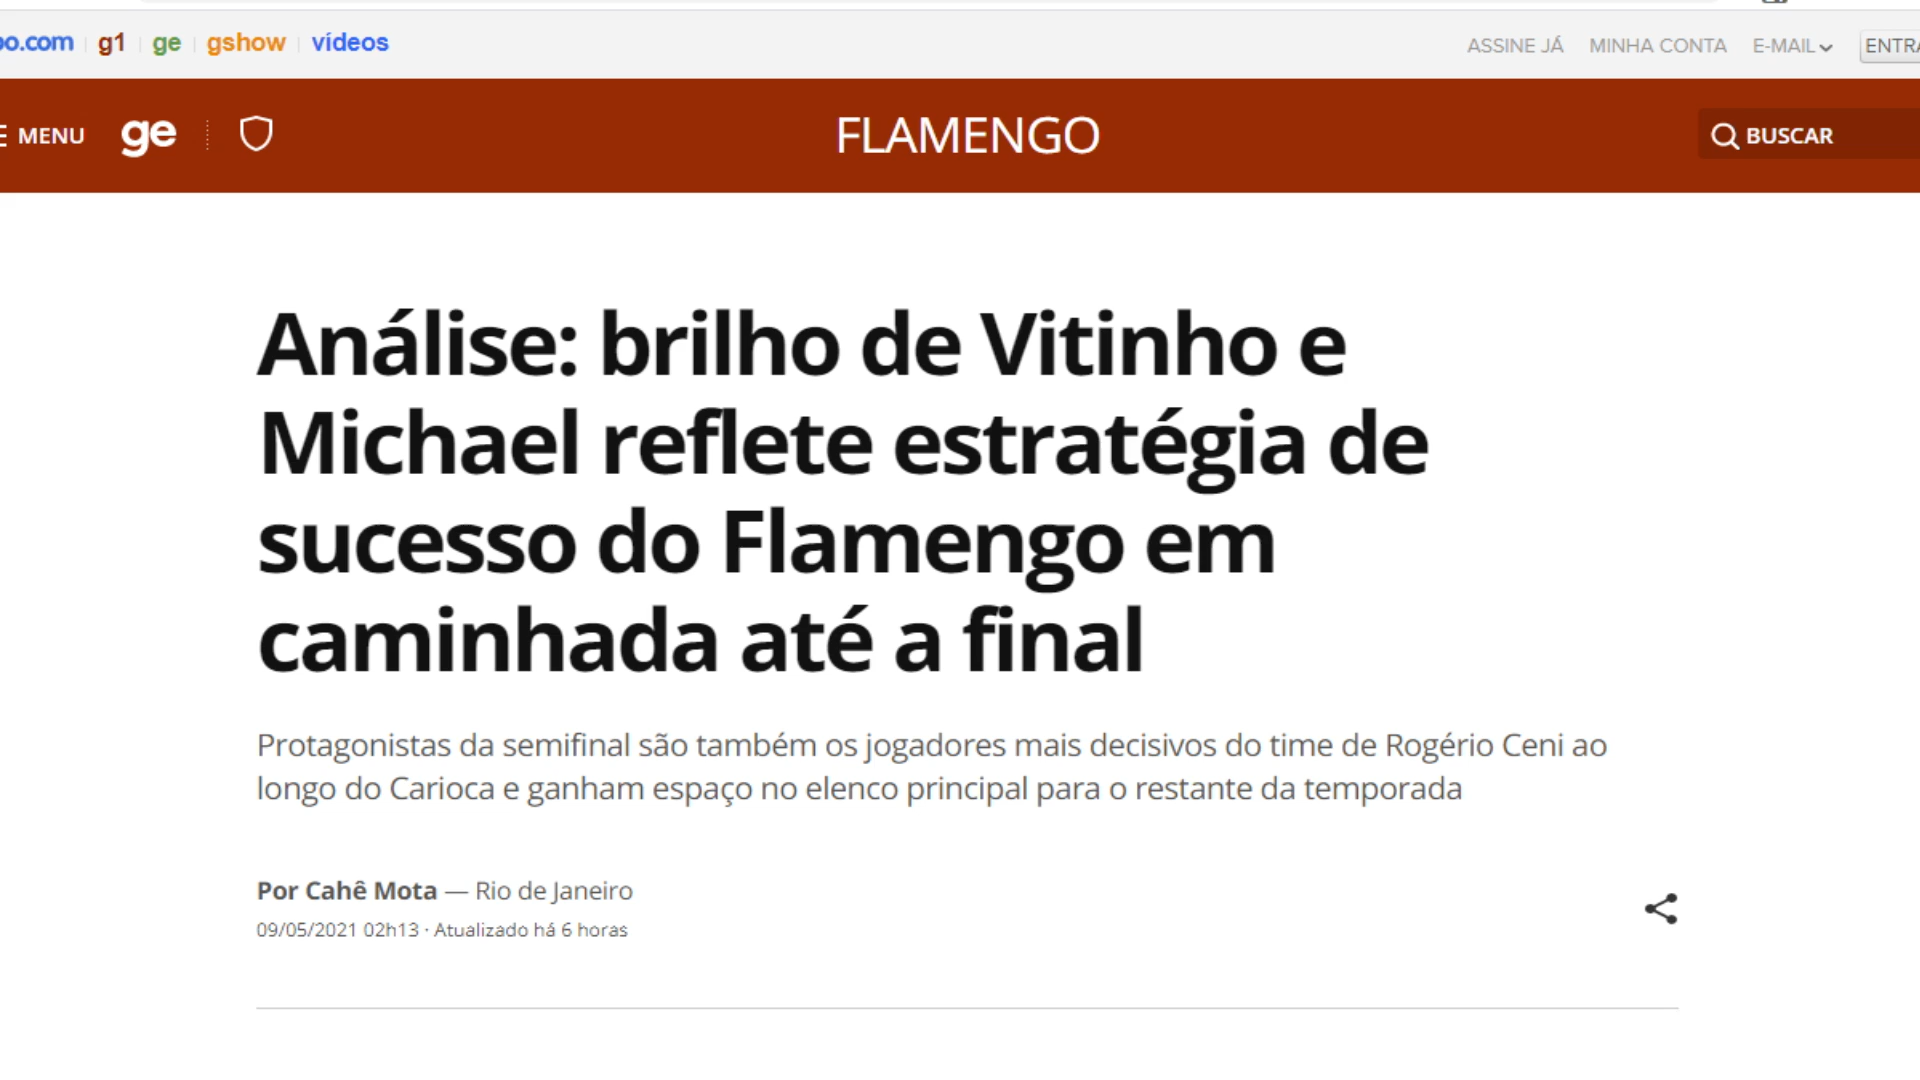 o.com g1 ge gshow vídeos ASSINE JÁ MINHA CONTA E-MAIL ENTRA
MENU ge FLAMENGO BUSCAR
Análise: brilho de Vitinho e
Michael reflete estratégia de
sucesso do Flamengo em
caminhada até a final
Protagonistas da semifinal são também os jogadores mais decisivos do time de Rogério Ceni ao
longo do Carioca e ganham espaço no elenco principal para o restante da temporada
Por Cahê Mota — Rio de Janeiro
09/05/2021 02h13 · Atualizado há 6 horas